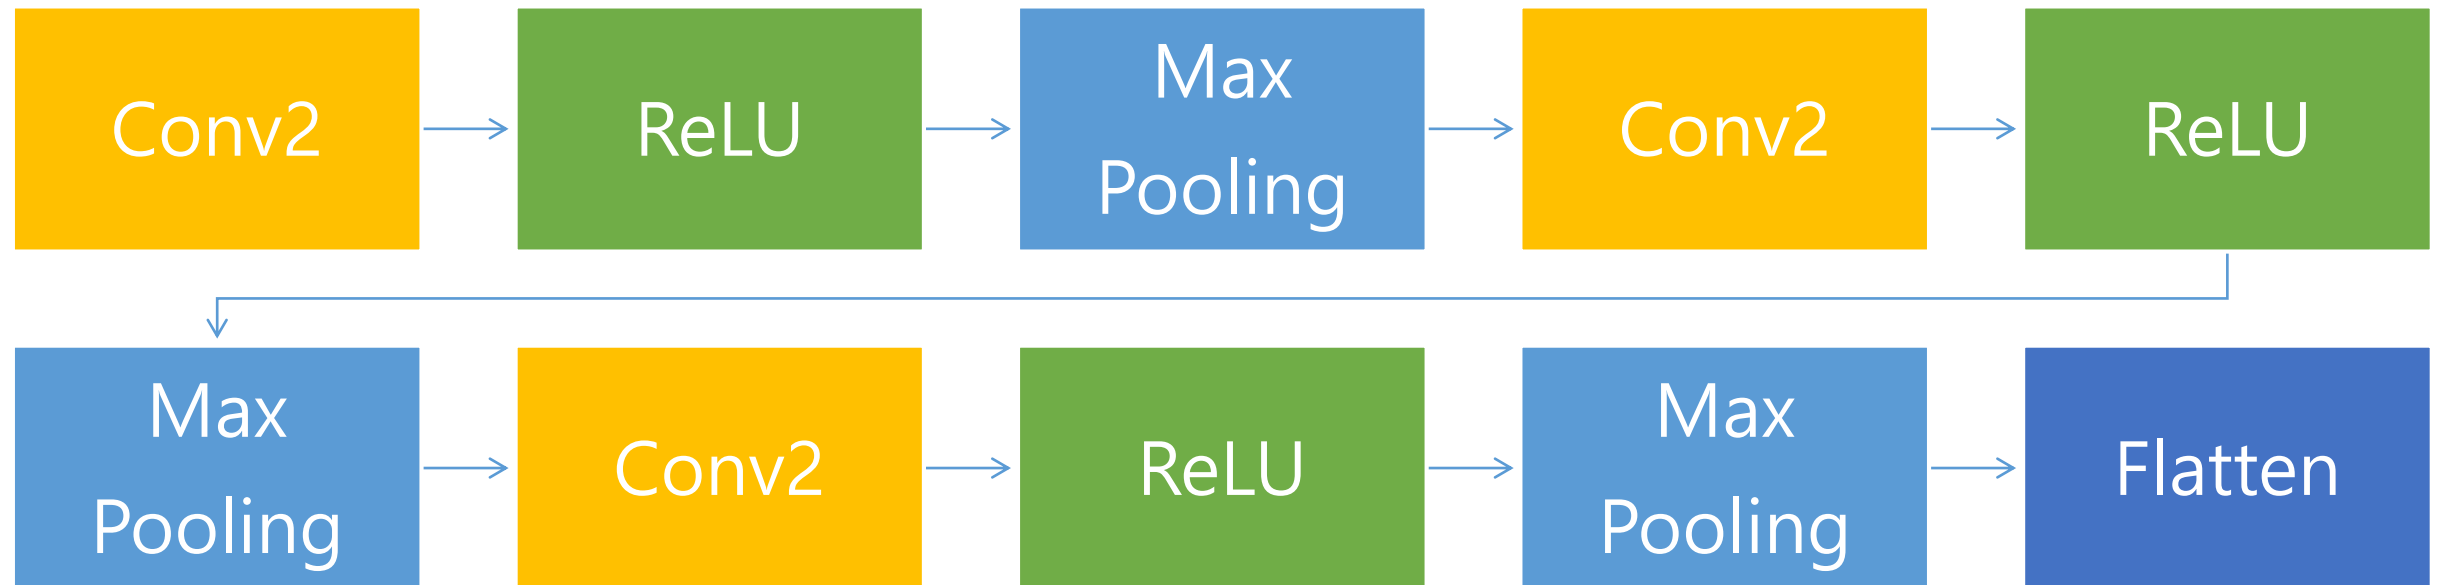 Conv2
ReLU
Max
Pooling
Conv2
ReLU
Max
Pooling
Conv2
ReLU
Max
Pooling
Flatten